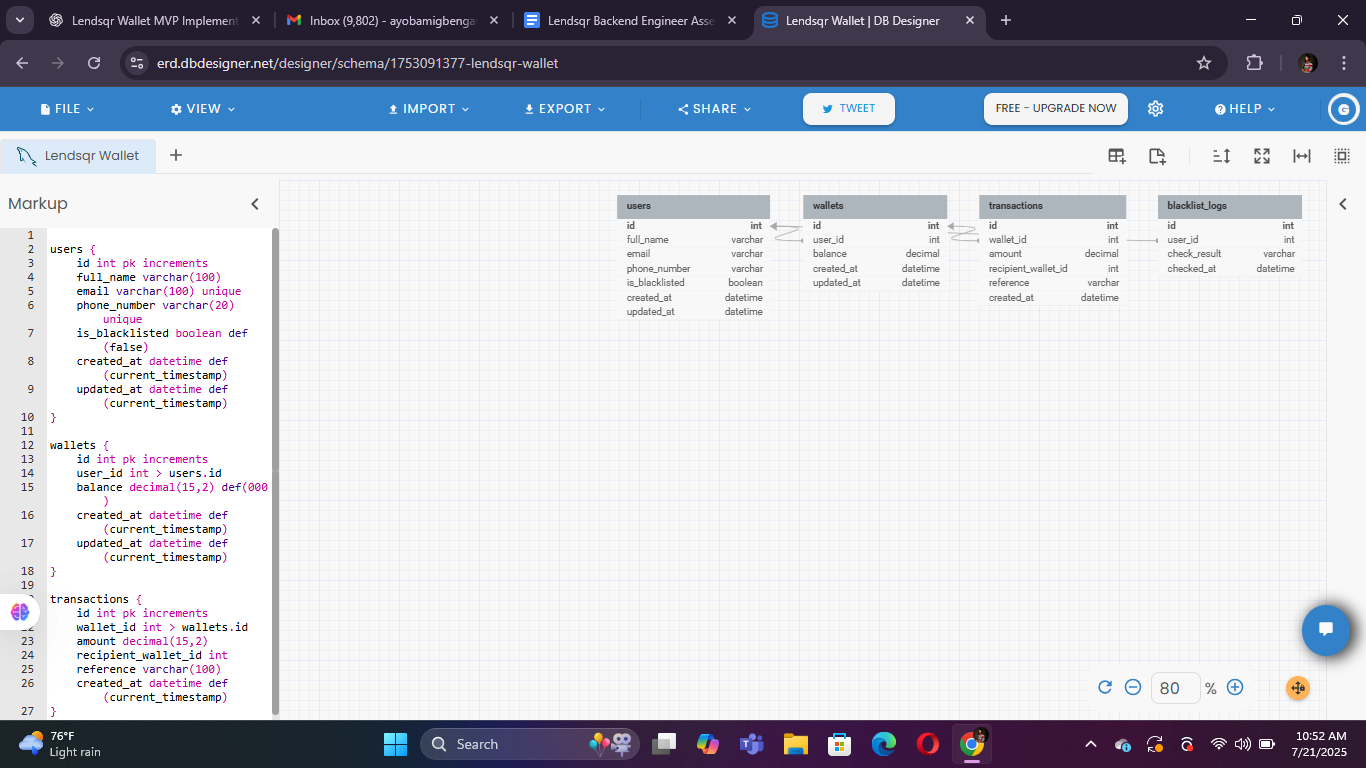 Lendsqr Wallet MVP Implement
Inbox (9,802) - ayobamigbenga
Lendsqr Backend Engineer Asse
Lendsqr Wallet | DB Designer
erd.dbdesigner.net/designer/schema/1753091377-lendsqr-wallet
FILE
VIEW
IMPORT
EXPORT
SHARE
TWEET
FREE - UPGRADE NOW
HELP
G
Lendsqr Wallet
Markup
1
2 users {
3 id int pk increments
4 full_name varchar(100)
5 email varchar(100) unique
6 phone_number varchar(20)
unique
7 is_blacklisted boolean def
(false)
8 created_at datetime def
(current_timestamp)
9 updated_at datetime def
(current_timestamp)
10 }
11
12 wallets {
13 id int pk increments
14 user_id int > users.id
15 balance decimal(15,2) def(000
)
16 created_at datetime def
(current_timestamp)
17 updated_at datetime def
(current_timestamp)
18 }
19
transactions {
id int pk increments
wallet_id int > wallets.id
23 amount decimal(15,2)
24 recipient_wallet_id int
25 reference varchar(100)
26 created_at datetime def
(current_timestamp)
27 }
users
id int
full_name varchar
email varchar
phone_number varchar
is_blacklisted boolean
created_at datetime
updated_at datetime
wallets
id int
user_id int
balance decimal
created_at datetime
updated_at datetime
transactions
id int
wallet_id int
amount decimal
recipient_wallet_id int
reference varchar
created_at datetime
blacklist_logs
id int
user_id int
check_result varchar
checked_at datetime
80 %
76°F
Light rain
Search
10:52 AM
7/21/2025